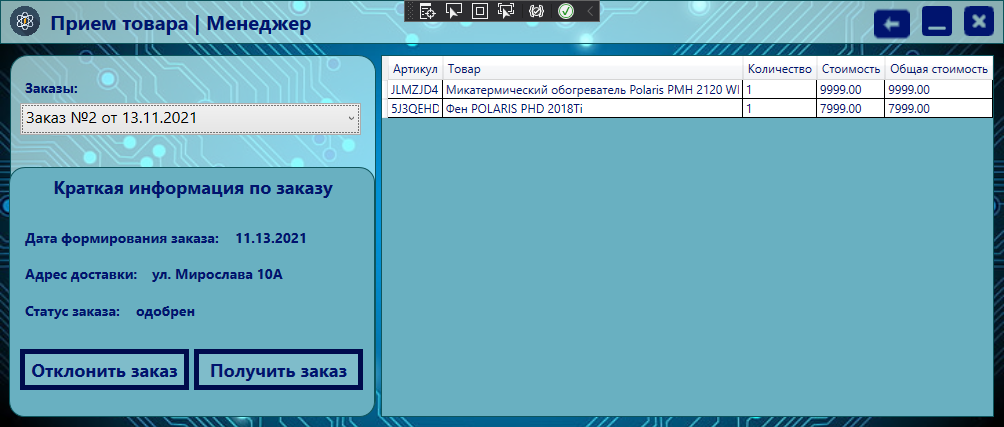 Прием товара | Менеджер
Заказы:
Заказ №2 от 13.11.2021
Краткая информация по заказу
Дата формирования заказа: 11.13.2021
Адрес доставки: ул. Мирослава 10А
Статус заказа: одобрен
Отклонить заказ Получить заказ
Артикул Товар Количество Стоимость Общая стоимость
JLMZJD4 Микатермический обогреватель Polaris PMH 2120 WI 1 9999.00 9999.00
5J3QEHD Фен POLARIS PHD 2018Ti 1 7999.00 7999.00